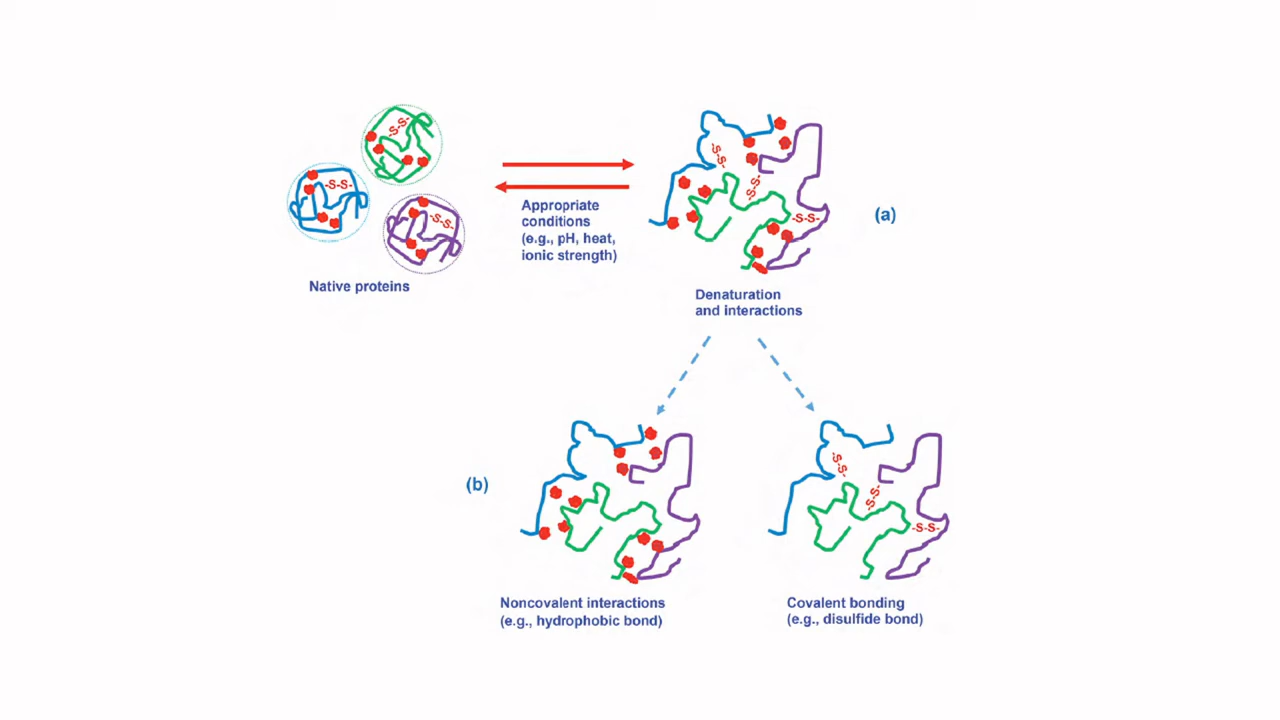 -S-S-
-S-S-
-S-S-
Native proteins
Appropriate
conditions
(e.g., pH, heat,
ionic strength)
-S-S-
-S-S-
-S-S-
(a)
Denaturation
and interactions
(b)
Noncovalent interactions
(e.g., hydrophobic bond)
-S-S-
-S-S-
-S-S-
Covalent bonding
(e.g., disulfide bond)